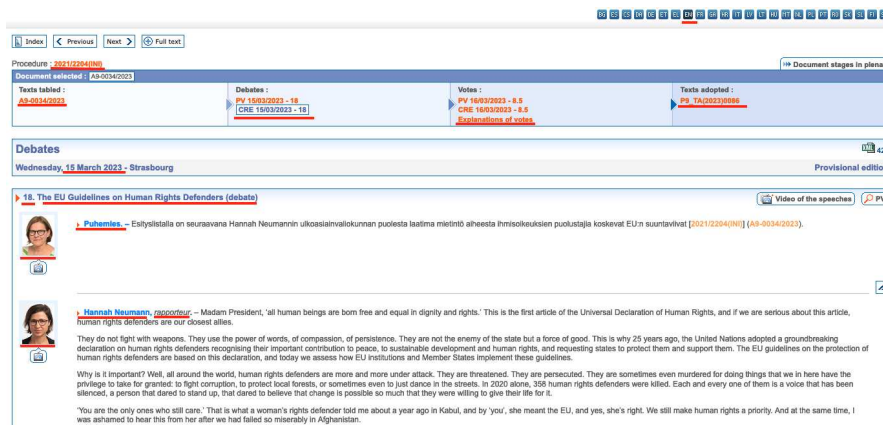 BG ES CS DA DE ET EL EN FR GA HR IT LV LT HU MT NL PL PT RO SK SL FI
Index Previous Next Full text
Procedure : 2021/2204(INI)
Document stages in plena
Document selected : A9-0034/2023
Texts tabled :
A9-0034/2023
Debates :
PV 15/03/2023 - 18
CRE 15/03/2023 - 18
Votes :
PV 16/03/2023 - 8.5
CRE 16/03/2023 - 8.5
Explanations of votes
Texts adopted :
P9_TA(2023)0086
Debates
42
Wednesday, 15 March 2023 - Strasbourg
Provisional editio
18. The EU Guidelines on Human Rights Defenders (debate)
Video of the speeches
PV
Puhemies. – Esityslistalla on seuraavana Hannah Neumannin ulkoasiainvaliokunnan puolesta laatima mietintö aiheesta ihmisoikeuksien puolustajia koskevat EU:n suuntaviivat [2021/2204(INI)] (A9-0034/2023).
Hannah Neumann, rapporteur. – Madam President, 'all human beings are born free and equal in dignity and rights.' This is the first article of the Universal Declaration of Human Rights, and if we are serious about this article,
human rights defenders are our closest allies.
They do not fight with weapons. They use the power of words, of compassion, of persistence. They are not the enemy of the state but a force of good. This is why 25 years ago, the United Nations adopted a groundbreaking
declaration on human rights defenders recognising their important contribution to peace, to sustainable development and human rights, and requesting states to protect them and support them. The EU guidelines on the protection of
human rights defenders are based on this declaration, and today we assess how EU institutions and Member States implement these guidelines.
Why is it important? Well, all around the world, human rights defenders are more and more under attack. They are threatened. They are persecuted. They are sometimes even murdered for doing things that we in here have the
privilege to take for granted: to fight corruption, to protect local forests, or sometimes even to just dance in the streets. In 2020 alone, 358 human rights defenders were killed. Each and every one of them is a voice that has been
silenced, a person that dared to stand up, that dared to believe that change is possible so much that they were willing to give their life for it.
'You are the only ones who still care.' That is what a woman's rights defender told me about a year ago in Kabul, and by 'you', she meant the EU, and yes, she's right. We still make human rights a priority. And at the same time, I
was ashamed to hear this from her after we had failed so miserably in Afghanistan.